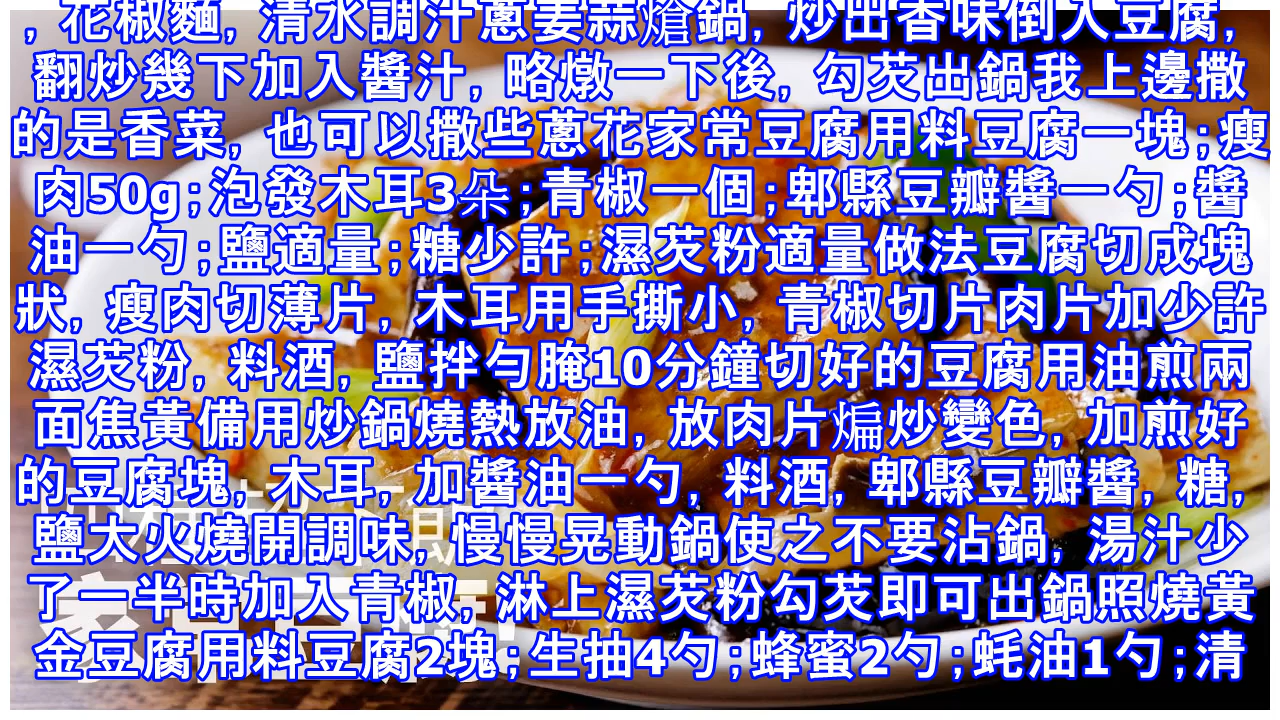 , 花椒麵, 清水調汁蔥姜蒜熗鍋, 炒出香味倒入豆腐,
翻炒幾下加入醬汁, 略燉一下後, 勾芡出鍋我上邊撒
的是香菜, 也可以撒些蔥花家常豆腐用料豆腐一塊;瘦
肉50g;泡發木耳3朵;青椒一個;郫縣豆瓣醬一勺;醬
油一勺;鹽適量;糖少許;濕芡粉適量做法豆腐切成塊
狀, 瘦肉切薄片, 木耳用手撕小, 青椒切片肉片加少許
濕芡粉, 料酒, 鹽拌勻腌10分鐘切好的豆腐用油煎兩
面焦黃備用炒鍋燒熱放油, 放肉片煸炒變色, 加煎好
的豆腐塊, 木耳, 加醬油一勺, 料酒, 郫縣豆瓣醬, 糖,
鹽大火燒開調味, 慢慢晃動鍋使之不要沾鍋, 湯汁少
了一半時加入青椒, 淋上濕芡粉勾芡即可出鍋照燒黃
金豆腐用料豆腐2塊;生抽4勺;蜂蜜2勺;蚝油1勺;清